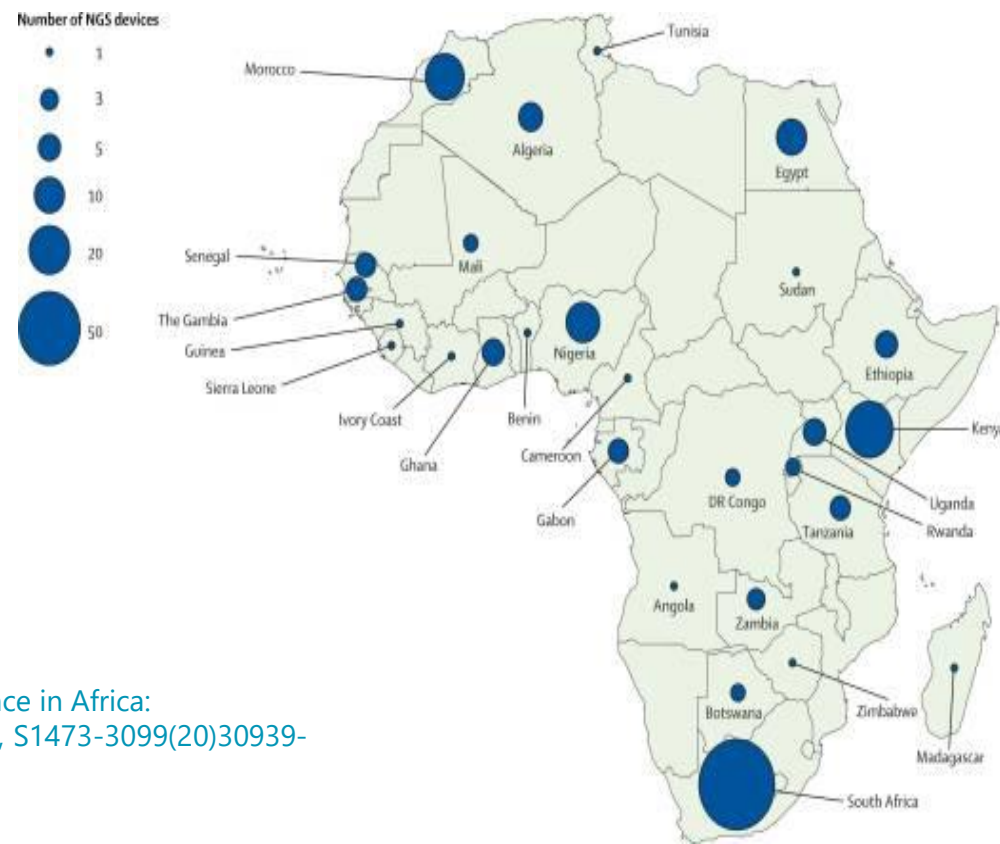 Number of NGS devices
1
3
5
10
20
50
Tunisia
Morocco
Algeria
Egypt
Senegal
Mali
Sudan
The Gambia
Guinea
Nigeria
Sierra Leone
Ethiopia
Ivory Coast
Benin
Kenya
Ghana
Cameroon
Gabon
DR Congo
Uganda
Rwanda
Tanzania
Angola
Zambia
Botswana
Zimbabwe
Madagascar
South Africa
ce in Africa:
, S1473-3099(20)30939-